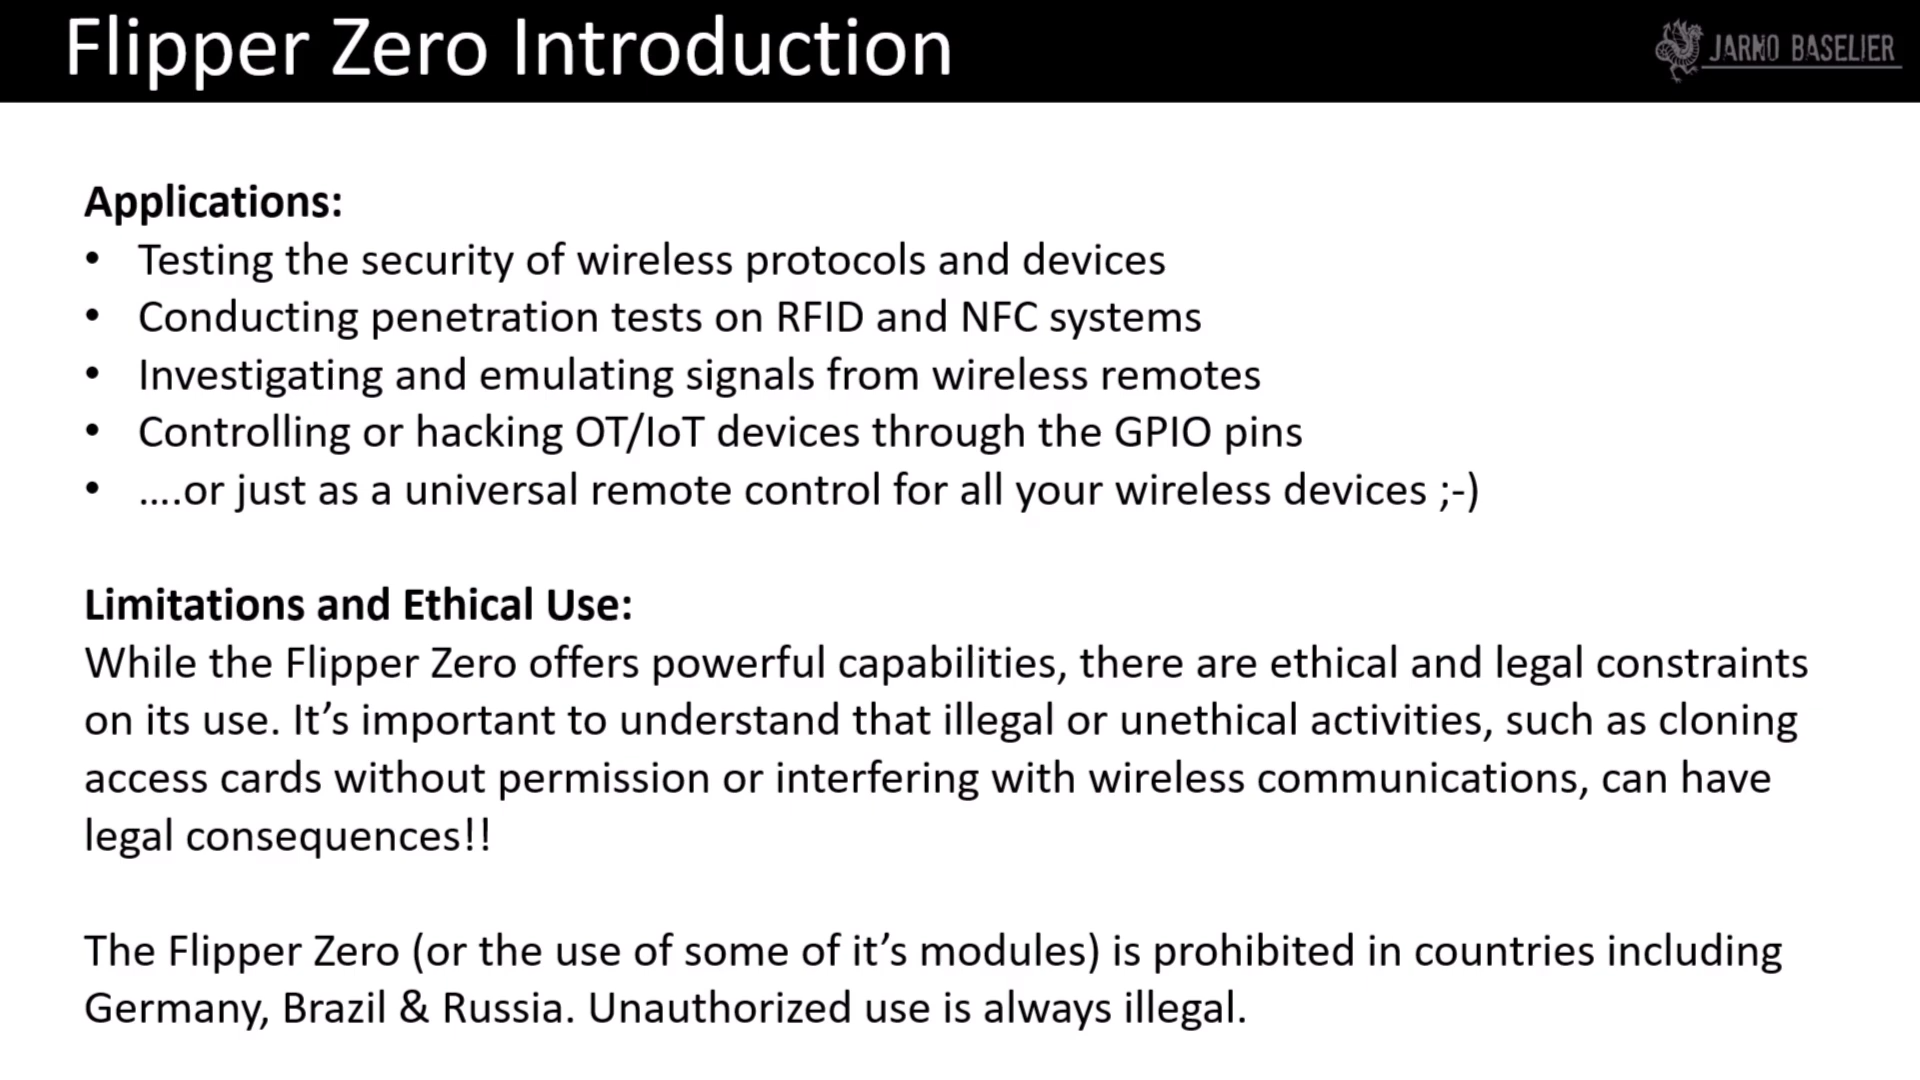 Flipper Zero Introduction
JARNO BASELIER
Applications:
• Testing the security of wireless protocols and devices
• Conducting penetration tests on RFID and NFC systems
• Investigating and emulating signals from wireless remotes
• Controlling or hacking OT/IoT devices through the GPIO pins
• ….or just as a universal remote control for all your wireless devices ;-)
Limitations and Ethical Use:
While the Flipper Zero offers powerful capabilities, there are ethical and legal constraints
on its use. It’s important to understand that illegal or unethical activities, such as cloning
access cards without permission or interfering with wireless communications, can have
legal consequences!!
The Flipper Zero (or the use of some of it’s modules) is prohibited in countries including
Germany, Brazil & Russia. Unauthorized use is always illegal.